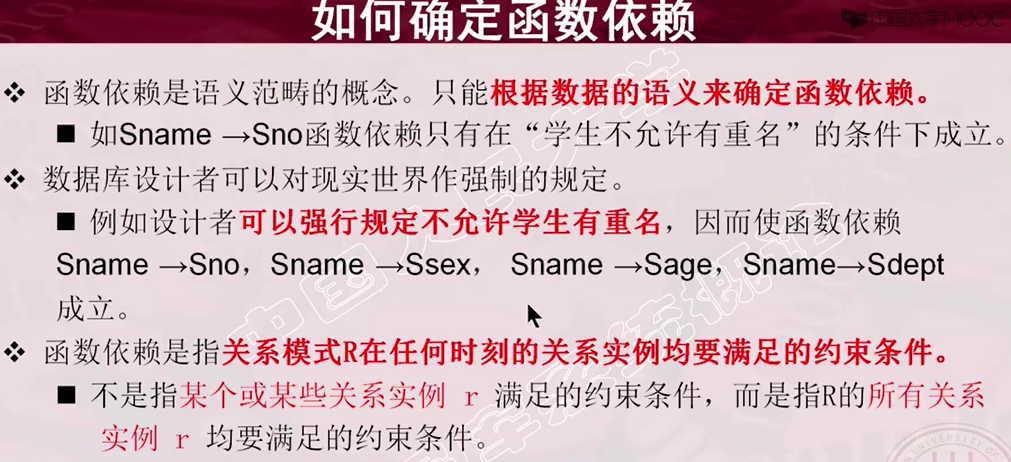 如何确定函数依赖
中国大学MOOC
❖ 函数依赖是语义范畴的概念。只能根据数据的语义来确定函数依赖。
■ 如Sname →Sno函数依赖只有在“学生不允许有重名”的条件下成立。
❖ 数据库设计者可以对现实世界作强制的规定。
■ 例如设计者可以强行规定不允许学生有重名，因而使函数依赖
Sname →Sno，Sname →Ssex， Sname →Sage，Sname→Sdept
成立。
❖ 函数依赖是指关系模式R在任何时刻的关系实例均要满足的约束条件。
■ 不是指某个或某些关系实例 r 满足的约束条件，而是指R的所有关系
实例 r 均要满足的约束条件。